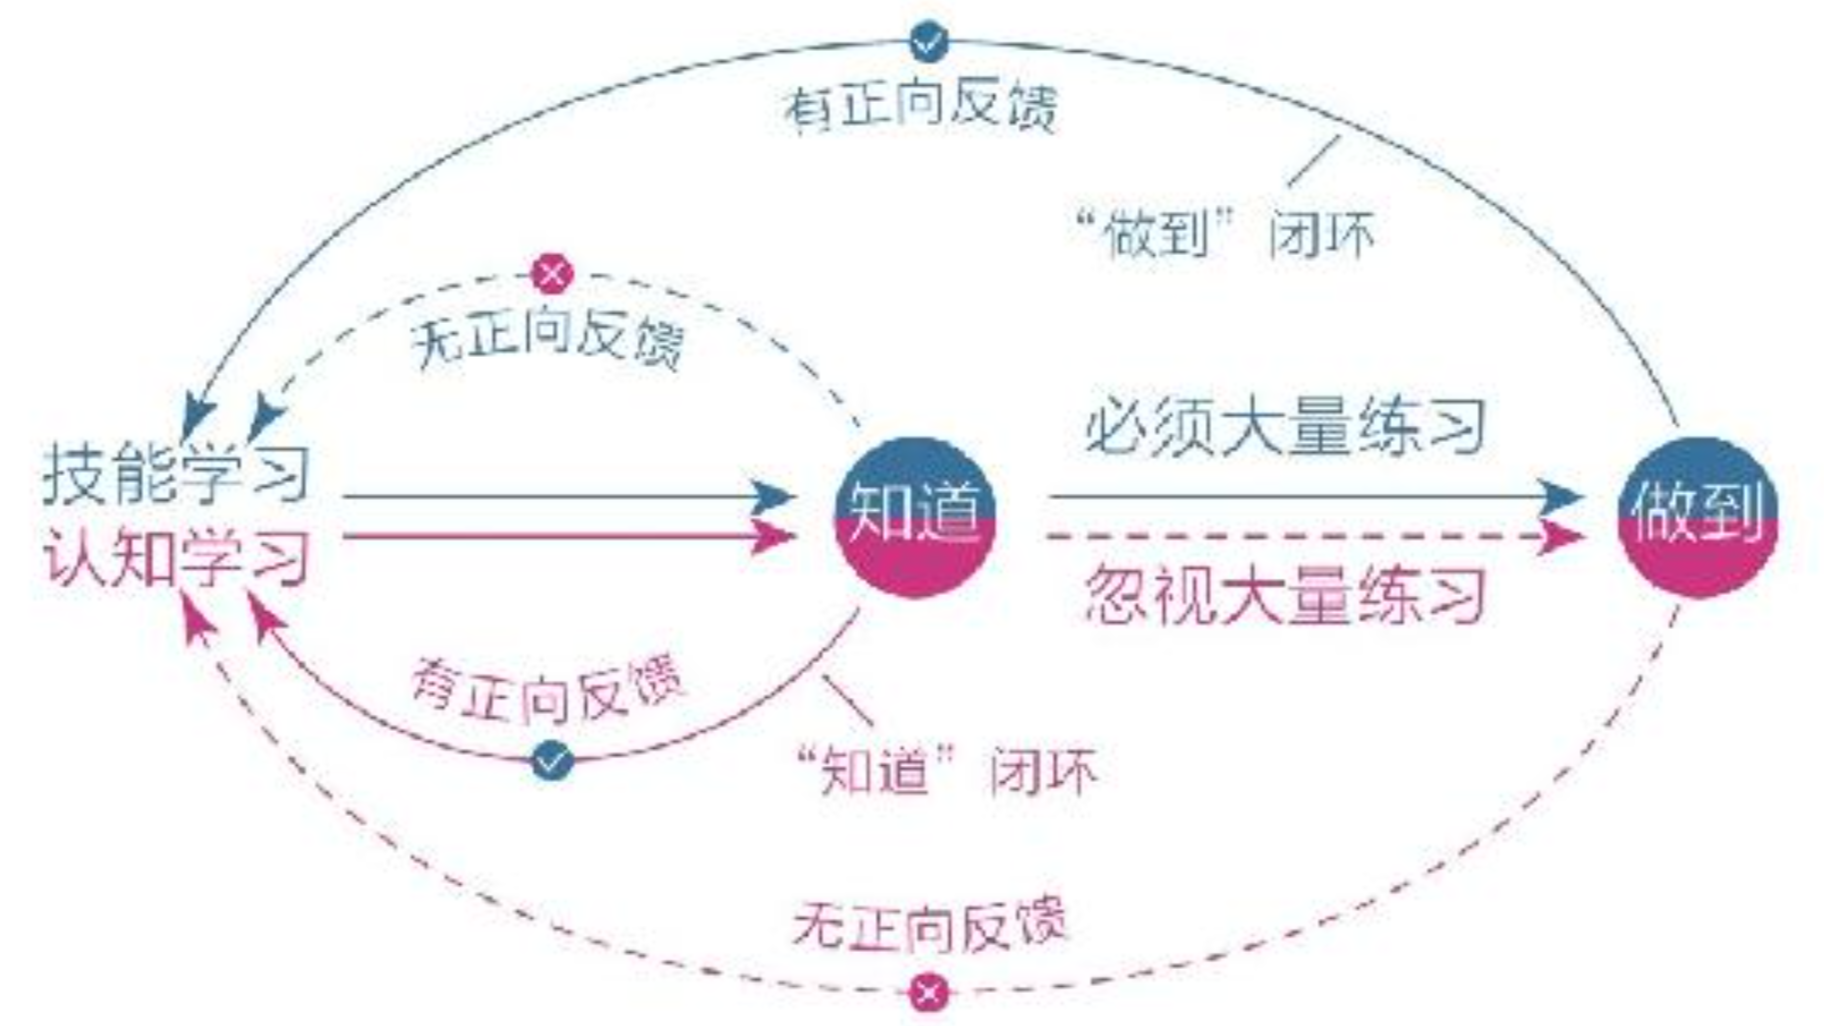 有正向反馈
“做到”闭环
无正向反馈
必须大量练习
技能学习
知道
做到
认知学习
忽视大量练习
有正向反馈
“知道”闭环
无正向反馈